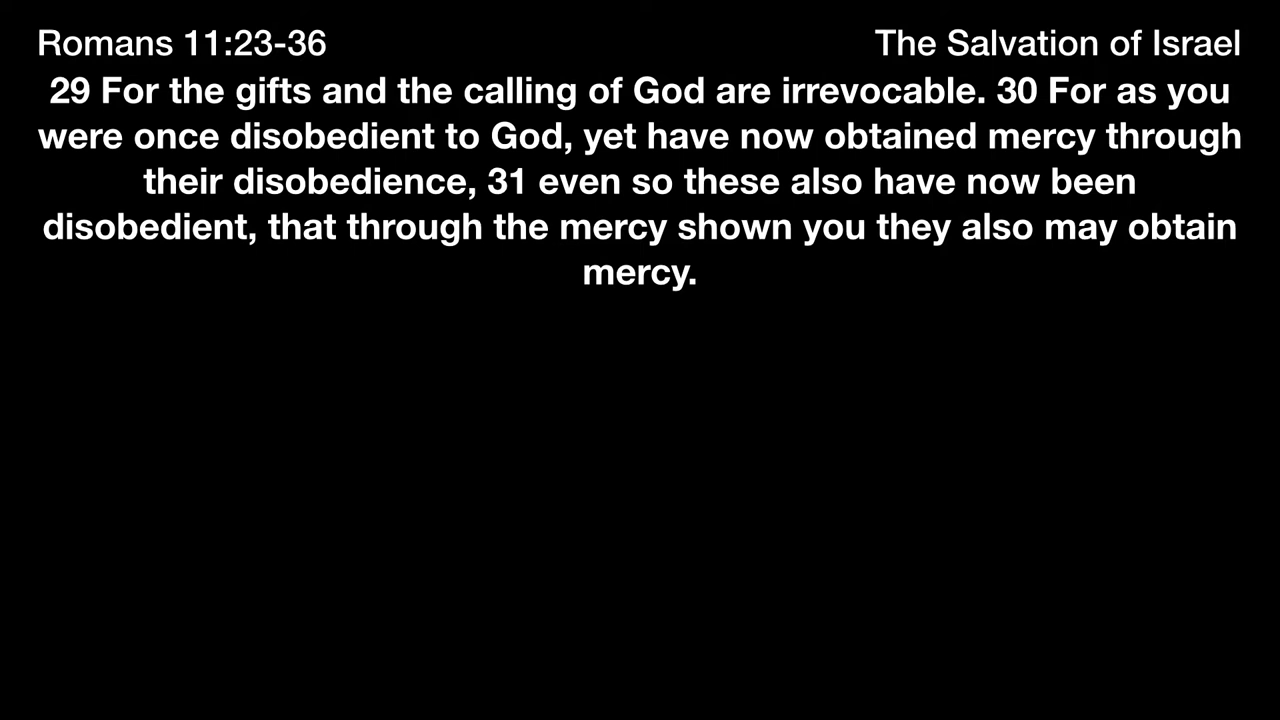 Romans 11:23-36
The Salvation of Israel
29 For the gifts and the calling of God are irrevocable. 30 For as you
were once disobedient to God, yet have now obtained mercy through
their disobedience, 31 even so these also have now been
disobedient, that through the mercy shown you they also may obtain
mercy.